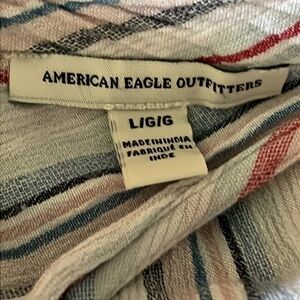 AMERICAN EAGLE OUTFITTERS
L/G/G
MADE IN INDIA
FABRIQUÉ EN
INDE